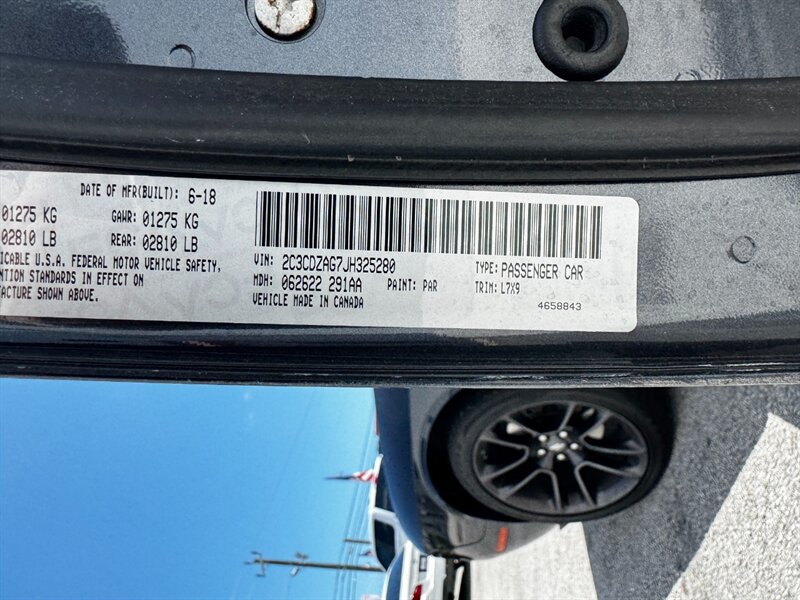 DATE OF MFR(BUILT): 6-18
01275 KG GAWR: 01275 KG
02810 LB REAR: 02810 LB
ICABLE U.S.A. FEDERAL MOTOR VEHICLE SAFETY,
NTION STANDARDS IN EFFECT ON
FACTURE SHOWN ABOVE.
VIN: 2C3CDZAG7JH325280 TYPE: PASSENGER CAR
MDH: 062622 291AA PAINT: PAR TRIM: L7X9
VEHICLE MADE IN CANADA
4658843